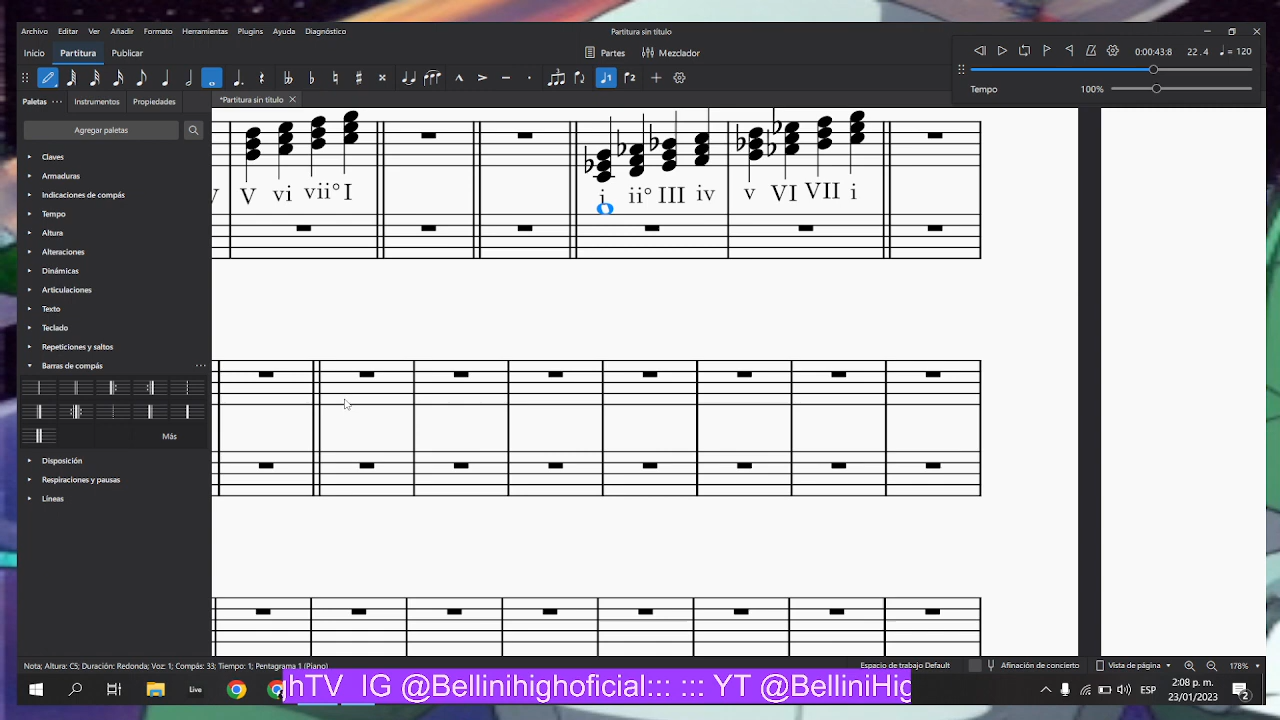 Archivo Editar Ver Añadir Formato Herramientas Plugins Ayuda Diagnóstico
Partitura sin título
Inicio Partitura Publicar
Partes Mezclador
0:00:43:8 22 . 4 = 120
Tempo 100%
1 2
Paletas Instrumentos Propiedades
*Partitura sin título
Agregar paletas
Claves
Armaduras
Indicaciones de compás
Tempo
Altura
Alteraciones
Dinámicas
Articulaciones
Texto
Teclado
Repeticiones y saltos
Barras de compás
Más
Disposición
Respiraciones y pausas
Líneas
V vi vii° I
i ii° III iv v VI VII i
Nota; Altura: C5; Duración: Redonda; Voz: 1; Compás: 33; Tiempo: 1; Pentagrama 1 (Piano)
Espacio de trabajo Default
Afinación de concierto
Vista de página
178%
Live
hTV IG @Bellinihighoficial::: ::: YT @BelliniHig
ESP
2:08 p. m.
23/01/2023
2